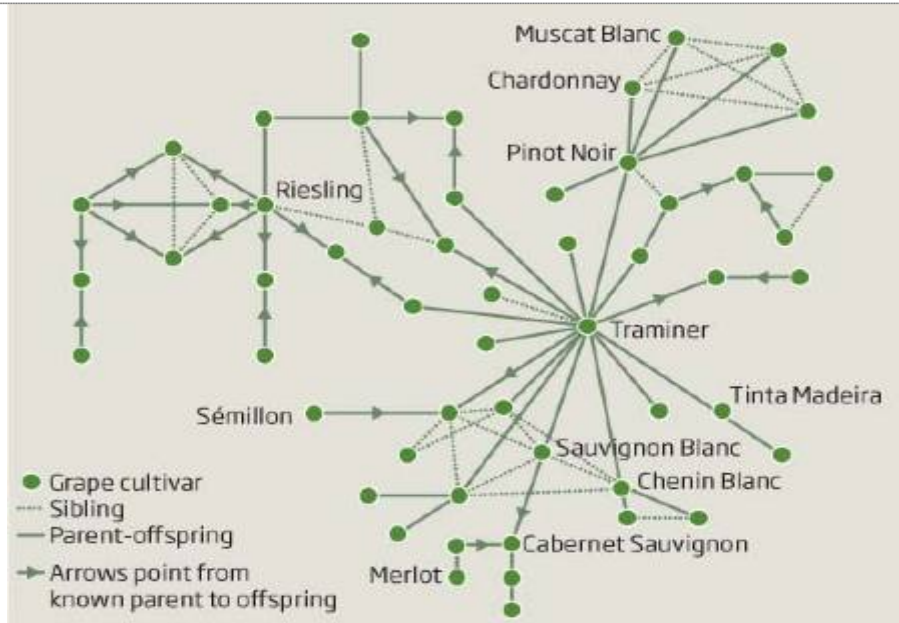 Muscat Blanc
Chardonnay
Pinot Noir
Riesling
Traminer
Tinta Madeira
Sémillon
Sauvignon Blanc
Chenin Blanc
Cabernet Sauvignon
Merlot
Grape cultivar
Sibling
Parent-offspring
Arrows point from
known parent to offspring